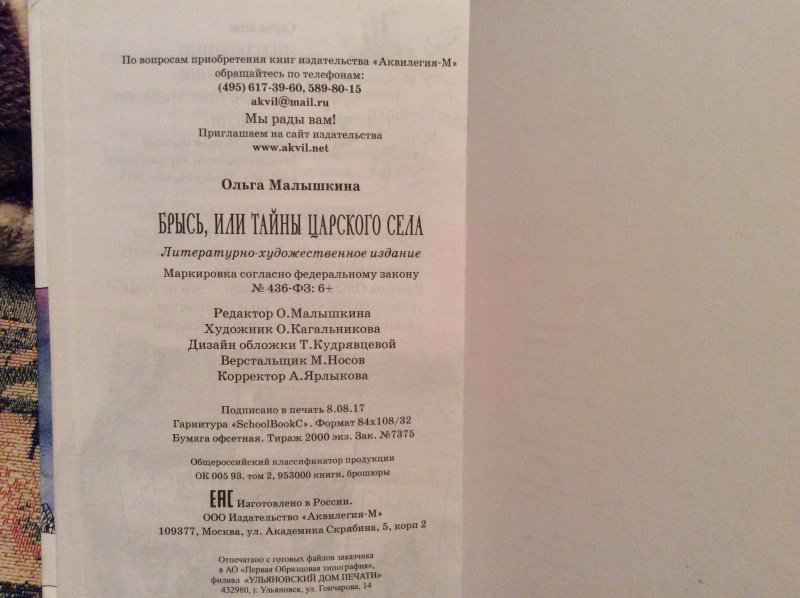 По вопросам приобретения книг издательства «Аквилегия-М»
обращайтесь по телефонам:
(495) 617-39-60, 589-80-15
akvil@mail.ru
Мы рады вам!
Приглашаем на сайт издательства
www.akvil.net
Ольга Малышкина
БРЫСЬ, ИЛИ ТАЙНЫ ЦАРСКОГО СЕЛА
Литературно-художественное издание
Маркировка согласно федеральному закону
№ 436-ФЗ: 6+
Редактор О.Малышкина
Художник О.Кагальникова
Дизайн обложки Т.Кудрявцевой
Верстальщик М.Носов
Корректор А.Ярлыкова
Подписано в печать 8.08.17
Гарнитура «SchoolBookC». Формат 84х108/32
Бумага офсетная. Тираж 2000 экз. Зак. №7375
Общероссийский классификатор продукции
ОК 005 93. том 2, 953000 книги, брошюры
ЕАС Изготовлено в России.
ООО Издательство «Аквилегия-М»
109377, Москва, ул. Академика Скрябина, 5, корп 2
Отпечатано с готовых файлов заказчика
в АО «Первая Образцовая типография»,
филиал «УЛЬЯНОВСКИЙ ДОМ ПЕЧАТИ»
432980, г. Ульяновск, ул. Гончарова, 14